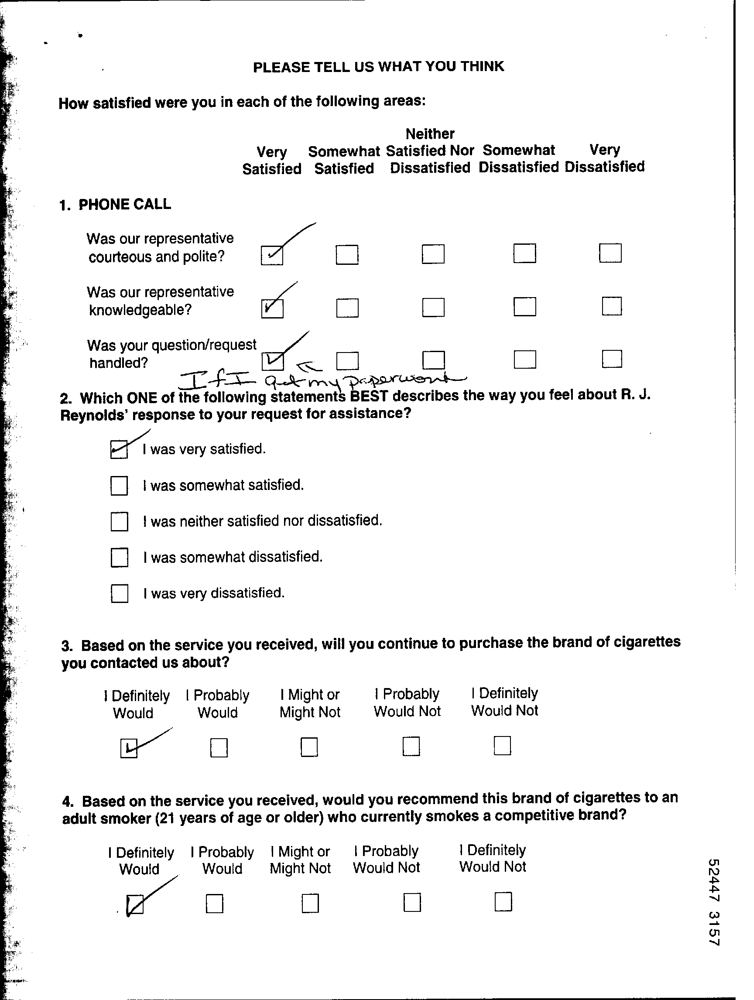 PLEASE TELL US WHAT YOU THINK
How satisfied were you in each of the following areas:
Neither
Very Somewhat Satisfied Nor Somewhat Very
Satisfied Satisfied Dissatisfied Dissatisfied Dissatisfied
1. PHONE CALL
Was our representative
courteous and polite?
Was our representative
knowledgeable?
Was your question/request
handled?
If I get my paperwork
2. Which ONE of the following statements BEST describes the way you feel about R. J.
Reynolds' response to your request for assistance?
I was very satisfied.
I was somewhat satisfied.
I was neither satisfied nor dissatisfied.
I was somewhat dissatisfied.
I was very dissatisfied.
3. Based on the service you received, will you continue to purchase the brand of cigarettes
you contacted us about?
I Definitely I Probably I Might or I Probably I Definitely
Would Would Might Not Would Not Would Not
4. Based on the service you received, would you recommend this brand of cigarettes to an
adult smoker (21 years of age or older) who currently smokes a competitive brand?
I Definitely I Probably I Might or I Probably I Definitely
Would Would Might Not Would Not Would Not
52447 3157